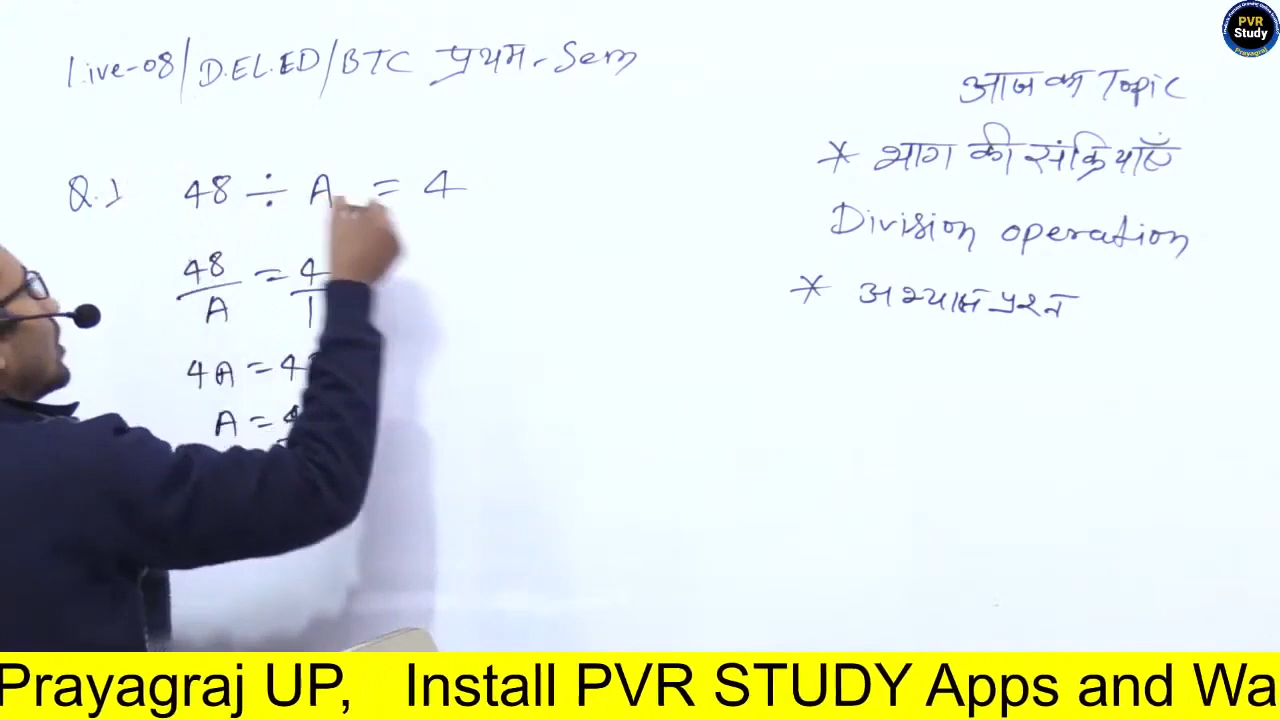 Live-08/D.EL.ED/BTC प्रथम - Sem
आज का Topic
* भाग की संक्रियाएँ
Division operation
* अभ्यास प्रश्न
Q.1 48 ÷ A = 4
48/A = 4/1
4A = 4
A = 4
PVR
Study
Prayagraj
Prayagraj UP, Install PVR STUDY Apps and Wa